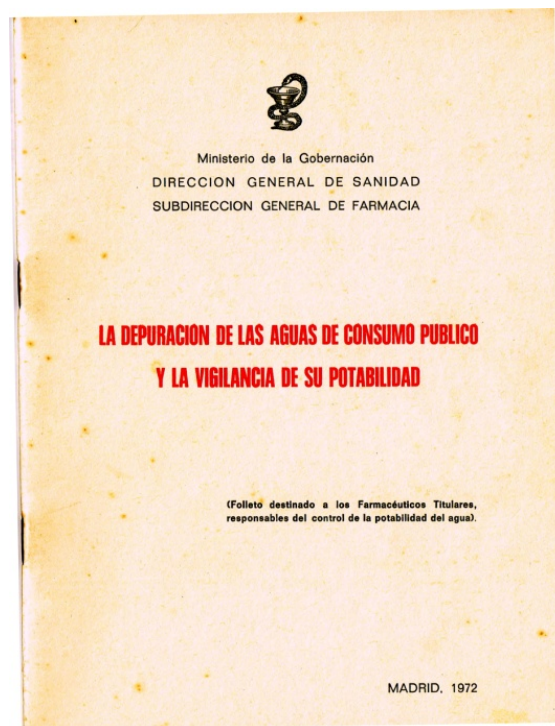 Ministerio de la Gobernación
DIRECCION GENERAL DE SANIDAD
SUBDIRECCION GENERAL DE FARMACIA
LA DEPURACION DE LAS AGUAS DE CONSUMO PUBLICO
Y LA VIGILANCIA DE SU POTABILIDAD
(Folleto destinado a los Farmacéuticos Titulares,
responsables del control de la potabilidad del agua).
MADRID, 1972